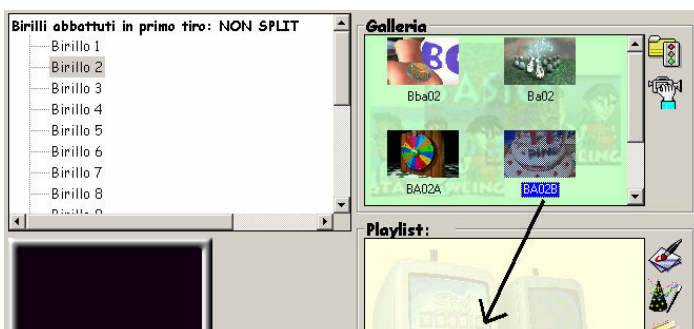 Birilli abbattuti in primo tiro: NON SPLIT
Birillo 1
Birillo 2
Birillo 3
Birillo 4
Birillo 5
Birillo 6
Birillo 7
Birillo 8
Galleria
Bba02
Ba02
BA02A
BA02B
Playlist: